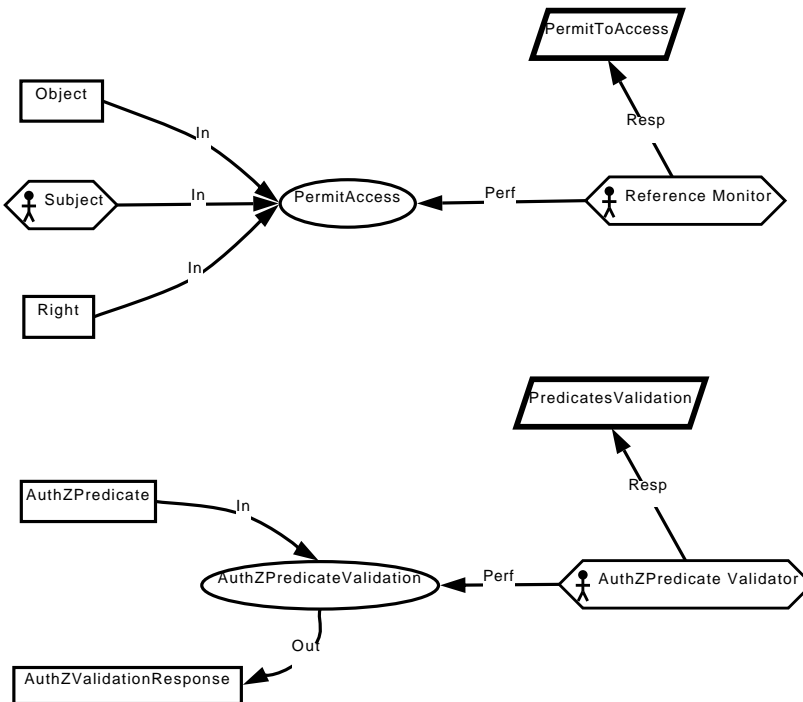 PermitToAccess
Object
In
Resp
Subject
In
PermitAccess
Perf
Reference Monitor
In
Right
PredicatesValidation
AuthZPredicate
In
Resp
AuthZPredicateValidation
Perf
AuthZPredicate Validator
Out
AuthZValidationResponse